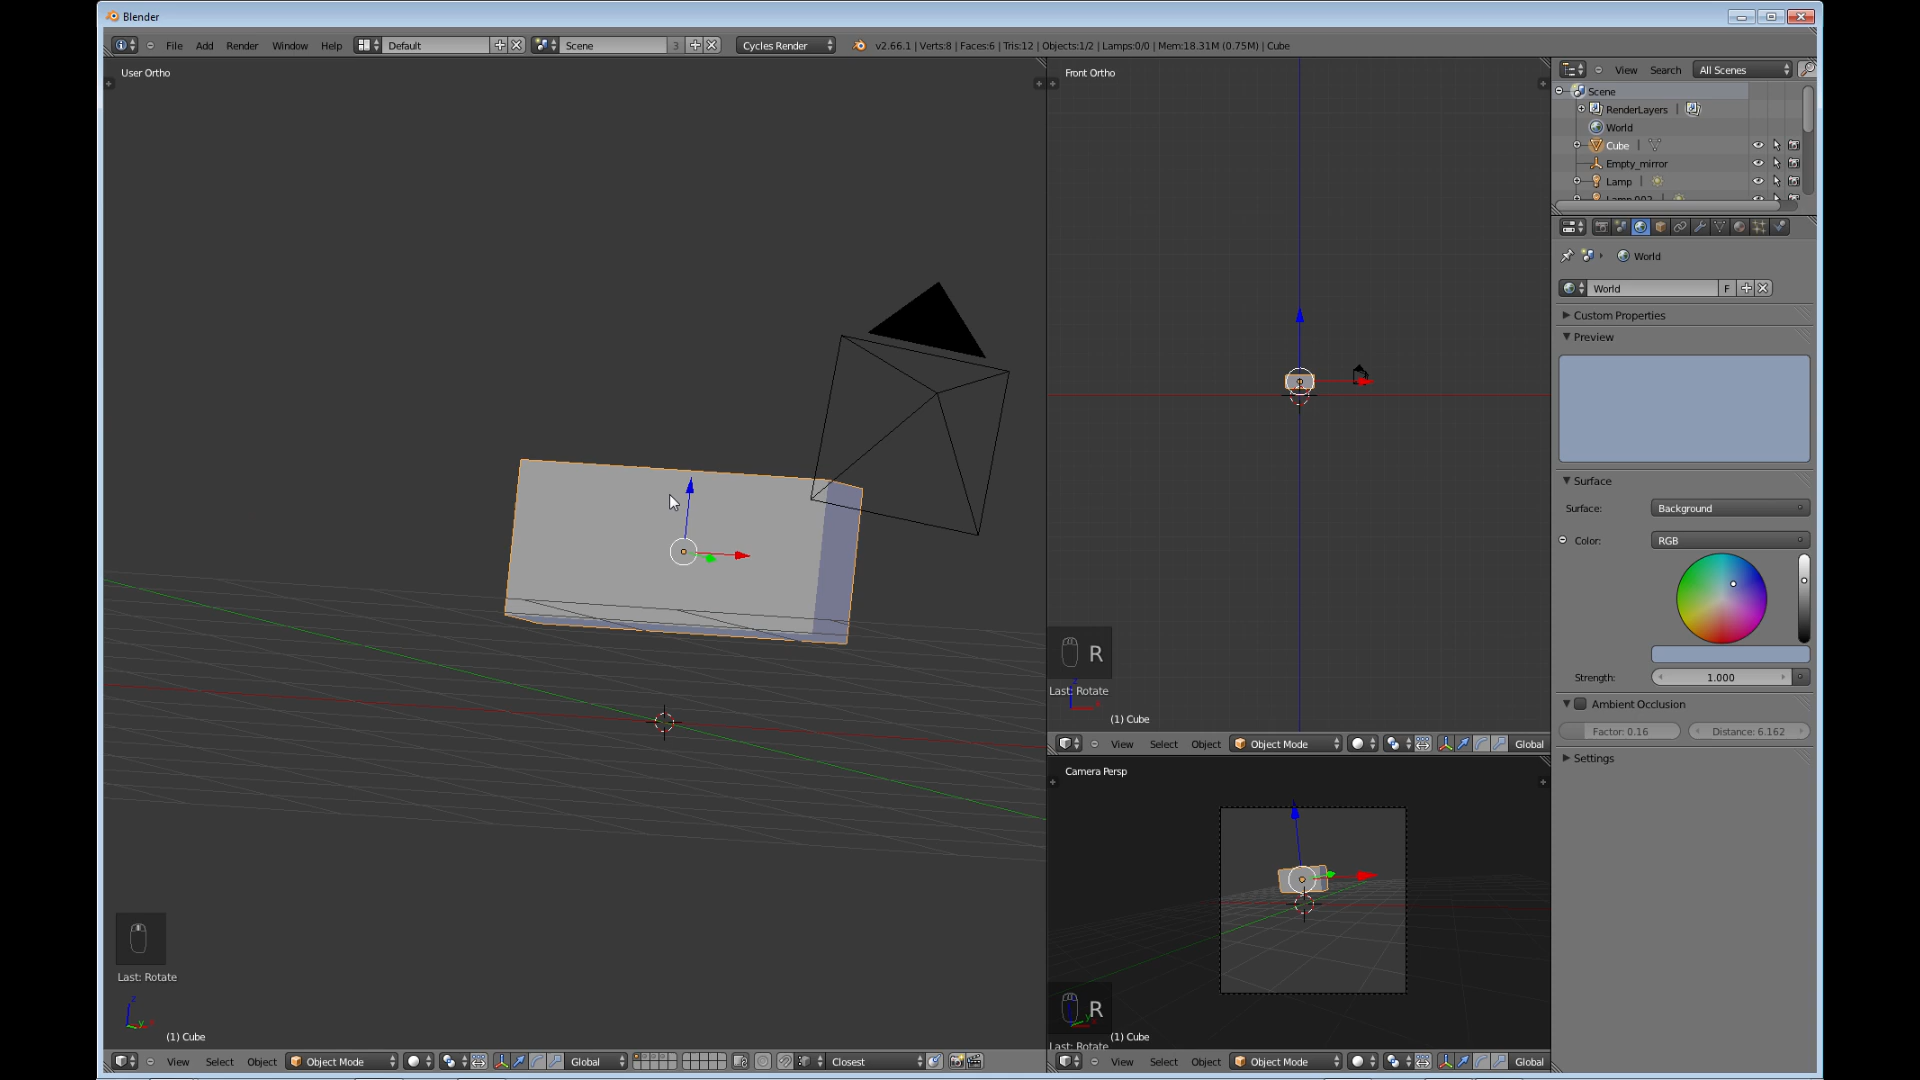 Blender
File Add Render Window Help Default Scene 3 Cycles Render v2.66.1 | Verts:8 | Faces:6 | Tris:12 | Objects:1/2 | Lamps:0/0 | Mem:18.31M (0.75M) | Cube
User Ortho
Last: Rotate
z
y
(1) Cube
View Select Object Object Mode Global Closest
Front Ortho
R
Last: Rotate
(1) Cube
View Select Object Object Mode Global
Camera Persp
R
(1) Cube
Last: Rotate
View Select Object Object Mode Global
View Search All Scenes
Scene
RenderLayers |
World
Cube |
Empty_mirror
Lamp |
World
World F
Custom Properties
Preview
Surface
Surface: Background
Color: RGB
Strength: 1.000
Ambient Occlusion
Factor: 0.16 Distance: 6.162
Settings